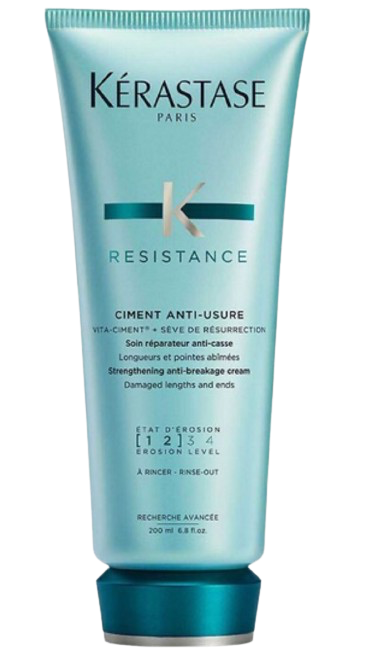 KÉRASTASE
PARIS
K
RESISTANCE
CIMENT ANTI-USURE
VITA-CIMENT® + SÈVE DE RÉSURRECTION
Soin réparateur anti-casse
Longueurs et pointes abîmées
Strengthening anti-breakage cream
Damaged lengths and ends
ÉTAT D'ÉROSION
[1 2] 3 4
EROSION LEVEL
À RINCER - RINSE-OUT
RECHERCHE AVANCÉE
200 ml 6.8 fl.oz.